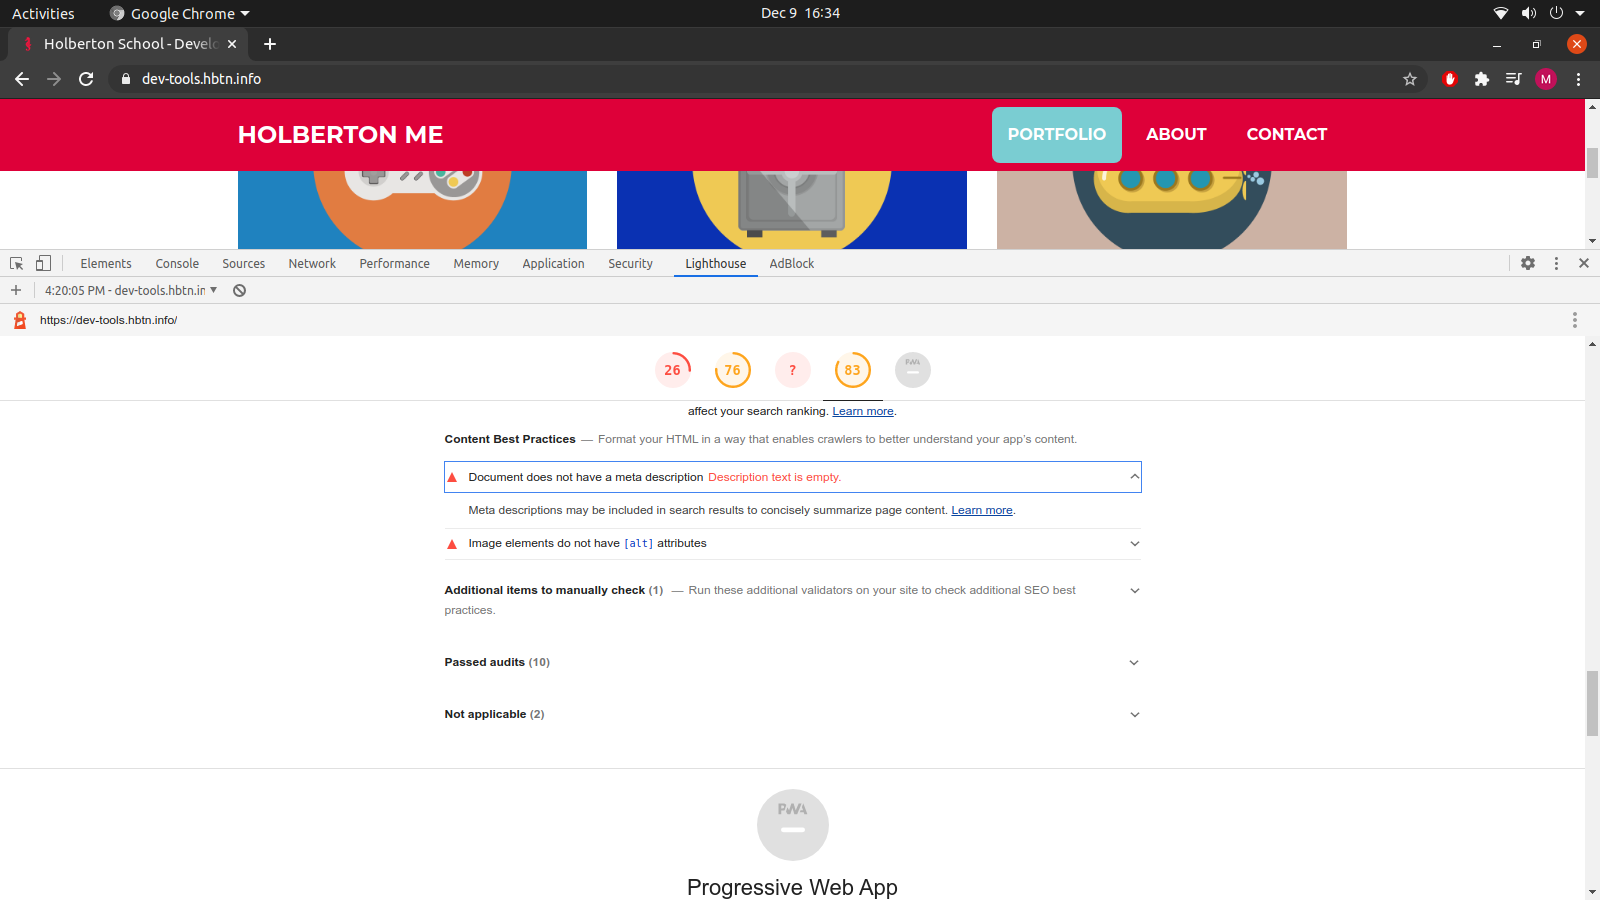 Activities
Google Chrome
Dec 9 16:34
Holberton School - Develo
dev-tools.hbtn.info
M
HOLBERTON ME
PORTFOLIO
ABOUT
CONTACT
Elements
Console
Sources
Network
Performance
Memory
Application
Security
Lighthouse
AdBlock
4:20:05 PM - dev-tools.hbtn.in
https://dev-tools.hbtn.info/
26
76
?
83
PWA
affect your search ranking. Learn more.
Content Best Practices — Format your HTML in a way that enables crawlers to better understand your app's content.
Document does not have a meta description Description text is empty.
Meta descriptions may be included in search results to concisely summarize page content. Learn more.
Image elements do not have [alt] attributes
Additional items to manually check (1) — Run these additional validators on your site to check additional SEO best
practices.
Passed audits (10)
Not applicable (2)
PWA
Progressive Web App